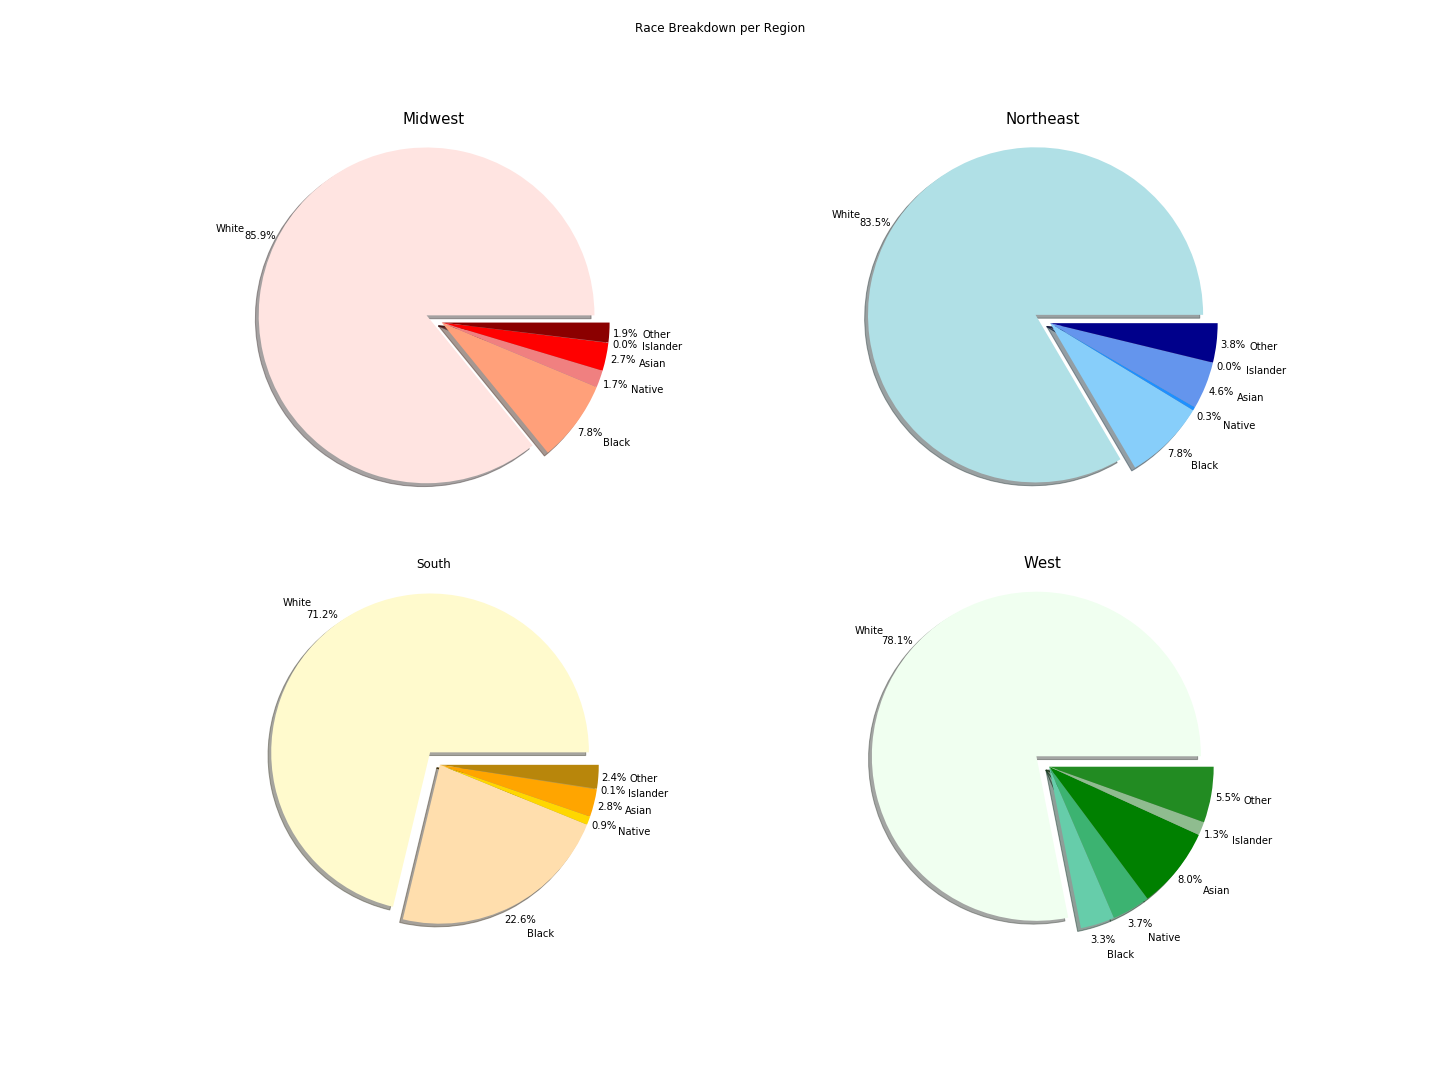 Race Breakdown per Region
Midwest
White
85.9%
1.9% Other
0.0% Islander
2.7% Asian
1.7% Native
7.8%
Black
Northeast
White
83.5%
3.8% Other
0.0% Islander
4.6% Asian
0.3% Native
7.8%
Black
South
White
71.2%
2.4% Other
0.1% Islander
2.8% Asian
0.9% Native
22.6%
Black
West
White
78.1%
5.5% Other
1.3% Islander
8.0%
Asian
3.7%
Native
3.3%
Black